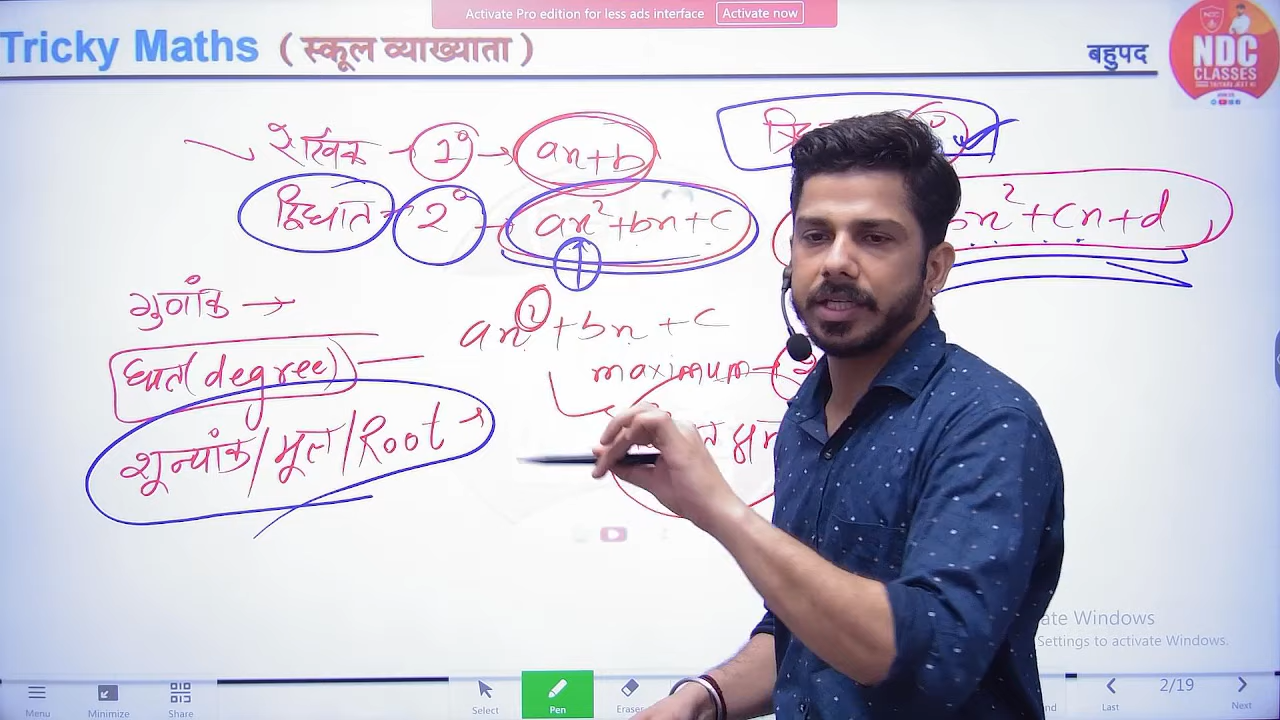 Activate Pro edition for less ads interface Activate now
Tricky Maths ( स्कूल व्याख्याता )
बहुपद
NDC
CLASSES
रैखिक - 1° → ax+b
द्विघात - 2° → ax²+bx+c
bx²+cx+d
गुणांक →
ax²+bx+c
घात(degree)
maximum
शून्यांक/मूल/Root →
ate Windows
Settings to activate Windows.
Menu Minimize Share Select Pen Eraser Last 2/19 Next